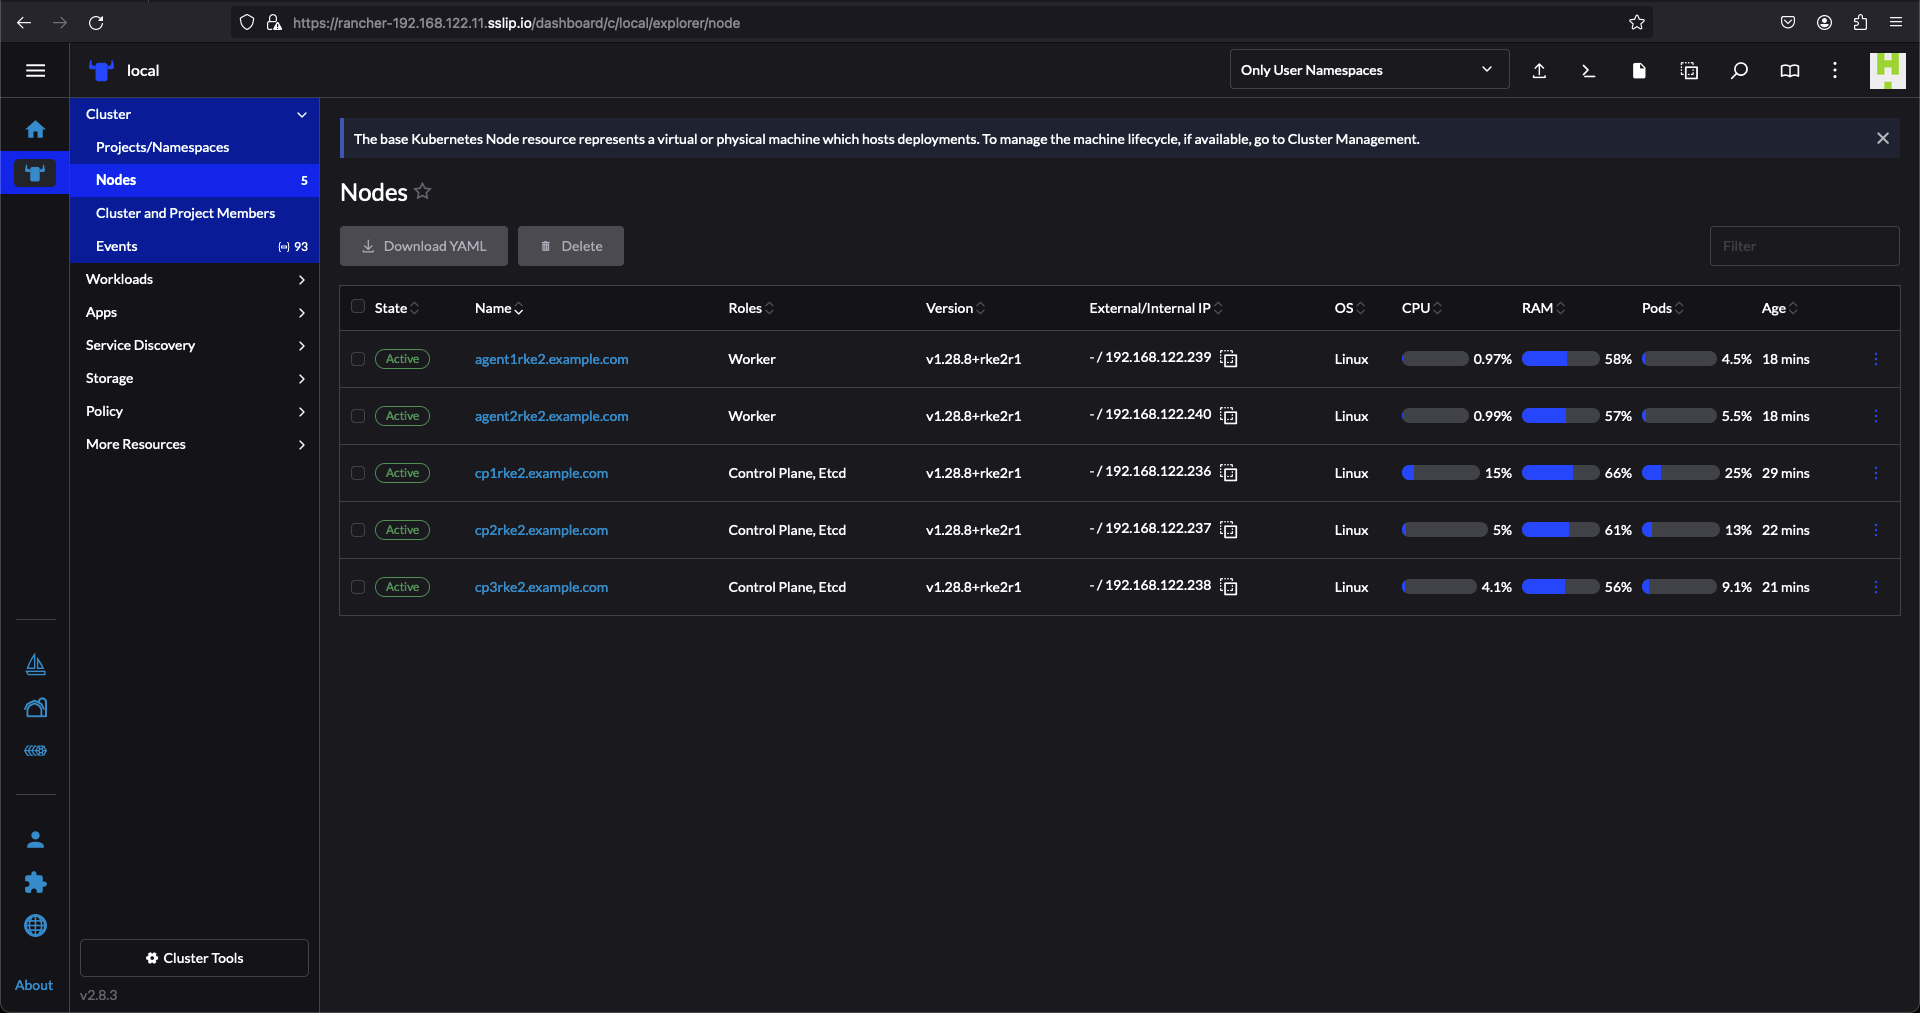 https://rancher-192.168.122.11.sslip.io/dashboard/c/local/explorer/node
local
Only User Namespaces
Cluster
Projects/Namespaces
Nodes 5
Cluster and Project Members
Events 93
Workloads
Apps
Service Discovery
Storage
Policy
More Resources
Cluster Tools
About
v2.8.3
The base Kubernetes Node resource represents a virtual or physical machine which hosts deployments. To manage the machine lifecycle, if available, go to Cluster Management.
Nodes
Download YAML Delete Filter
State Name Roles Version External/Internal IP OS CPU RAM Pods Age
Active agent1rke2.example.com Worker v1.28.8+rke2r1 - / 192.168.122.239 Linux 0.97% 58% 4.5% 18 mins
Active agent2rke2.example.com Worker v1.28.8+rke2r1 - / 192.168.122.240 Linux 0.99% 57% 5.5% 18 mins
Active cp1rke2.example.com Control Plane, Etcd v1.28.8+rke2r1 - / 192.168.122.236 Linux 15% 66% 25% 29 mins
Active cp2rke2.example.com Control Plane, Etcd v1.28.8+rke2r1 - / 192.168.122.237 Linux 5% 61% 13% 22 mins
Active cp3rke2.example.com Control Plane, Etcd v1.28.8+rke2r1 - / 192.168.122.238 Linux 4.1% 56% 9.1% 21 mins